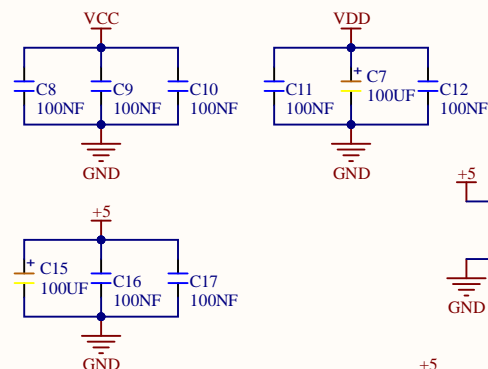 VCC
VDD
C8
100NF
C9
100NF
C10
100NF
C11
100NF
+
C7
100UF
C12
100NF
GND
GND
+5
+5
+
C15
100UF
C16
100NF
C17
100NF
GND
GND
+5